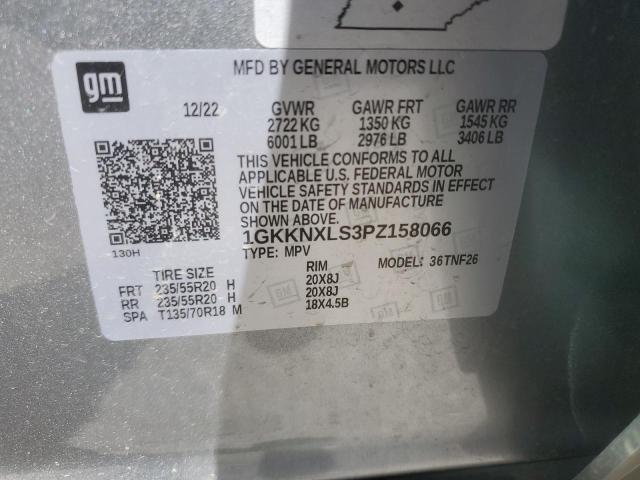 gm
MFD BY GENERAL MOTORS LLC
12/22 GVWR GAWR FRT GAWR RR
2722 KG 1350 KG 1545 KG
6001 LB 2976 LB 3406 LB
THIS VEHICLE CONFORMS TO ALL
APPLICABLE U.S. FEDERAL MOTOR
VEHICLE SAFETY STANDARDS IN EFFECT
ON THE DATE OF MANUFACTURE
SHOWN ABOVE.
1GKKNXLS3PZ158066
130H
TYPE: MPV MODEL: 36TNF26
TIRE SIZE RIM
FRT 235/55R20 H 20X8J
RR 235/55R20 H 20X8J
SPA T135/70R18 M 18X4.5B